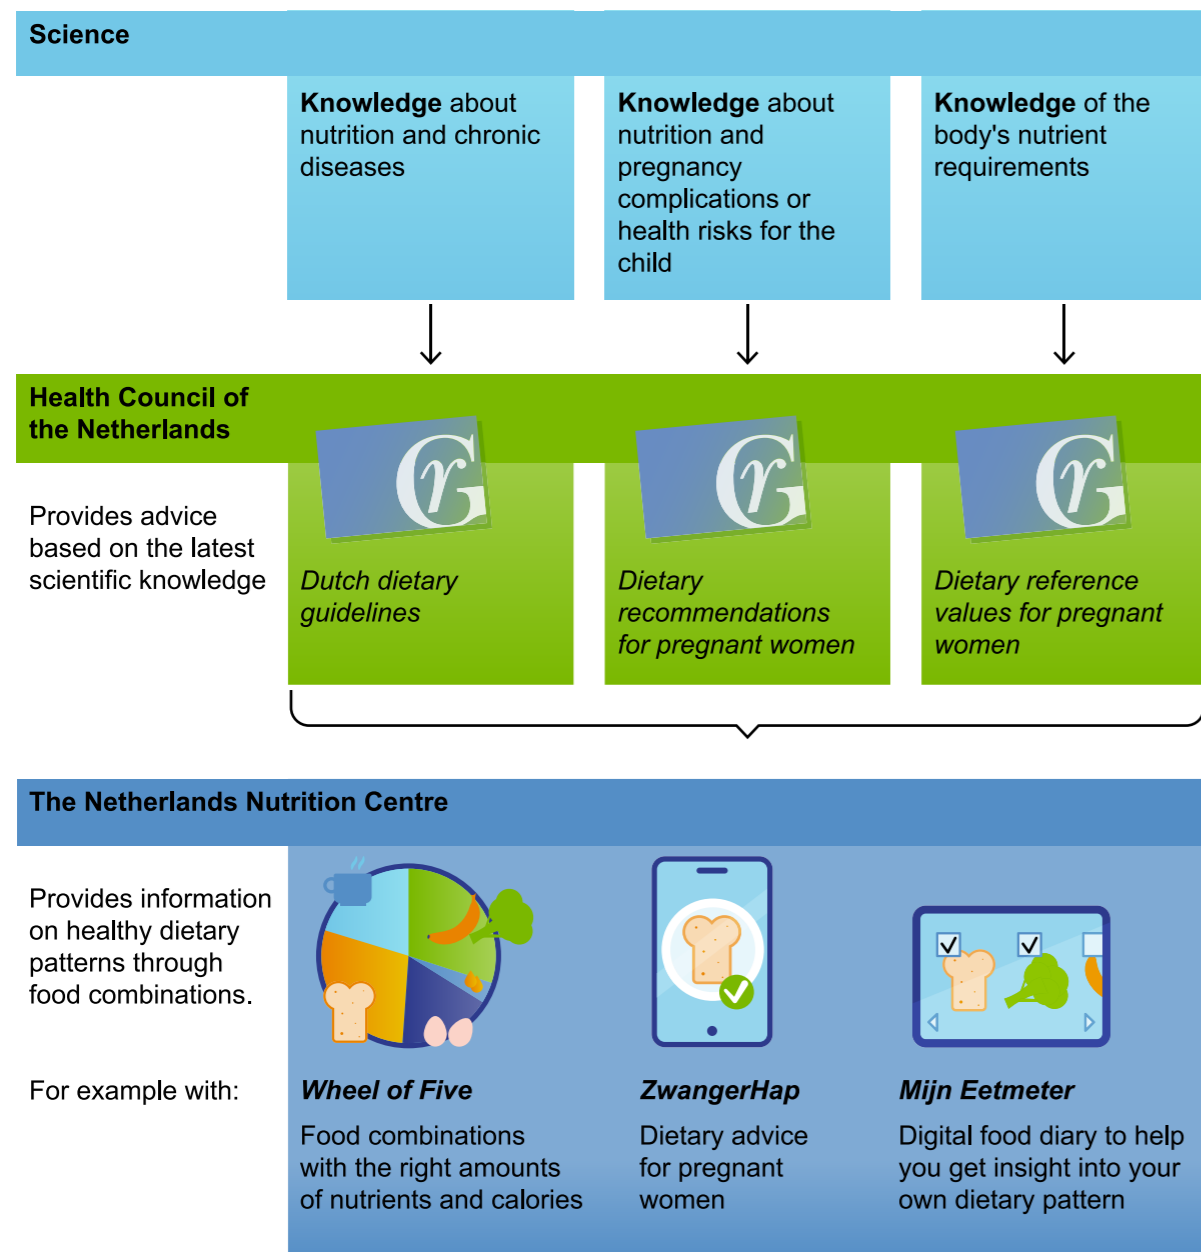 Science
Knowledge about
nutrition and chronic
diseases
Knowledge about
nutrition and
pregnancy
complications or
health risks for the
child
Knowledge of the
body's nutrient
requirements
Health Council of
the Netherlands
Provides advice
based on the latest
scientific knowledge
Gr
Dutch dietary
guidelines
Gr
Dietary
recommendations
for pregnant women
Gr
Dietary reference
values for pregnant
women
The Netherlands Nutrition Centre
Provides information
on healthy dietary
patterns through
food combinations.
For example with:
Wheel of Five
Food combinations
with the right amounts
of nutrients and calories
ZwangerHap
Dietary advice
for pregnant
women
Mijn Eetmeter
Digital food diary to help
you get insight into your
own dietary pattern